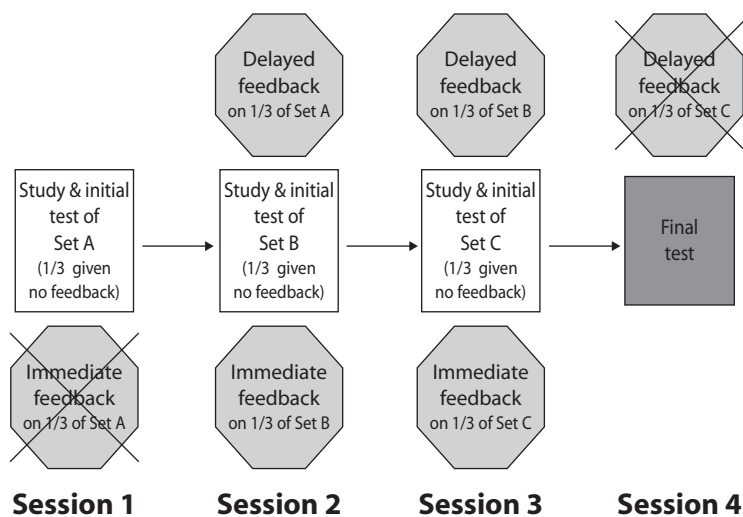 Delayed
feedback
on 1/3 of Set A
Delayed
feedback
on 1/3 of Set B
Delayed
feedback
on 1/3 of Set C
Study & initial
test of
Set A
(1/3 given
no feedback)
Study & initial
test of
Set B
(1/3 given
no feedback)
Study & initial
test of
Set C
(1/3 given
no feedback)
Final
test
Immediate
feedback
on 1/3 of Set A
Immediate
feedback
on 1/3 of Set B
Immediate
feedback
on 1/3 of Set C
Session 1
Session 2
Session 3
Session 4